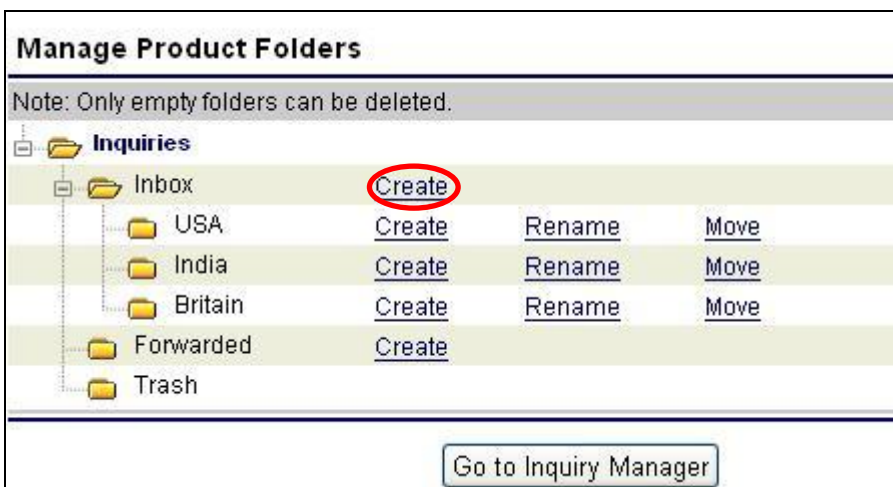 Manage Product Folders
Note: Only empty folders can be deleted.
Inquiries
Inbox Create
USA Create Rename Move
India Create Rename Move
Britain Create Rename Move
Forwarded Create
Trash
Go to Inquiry Manager